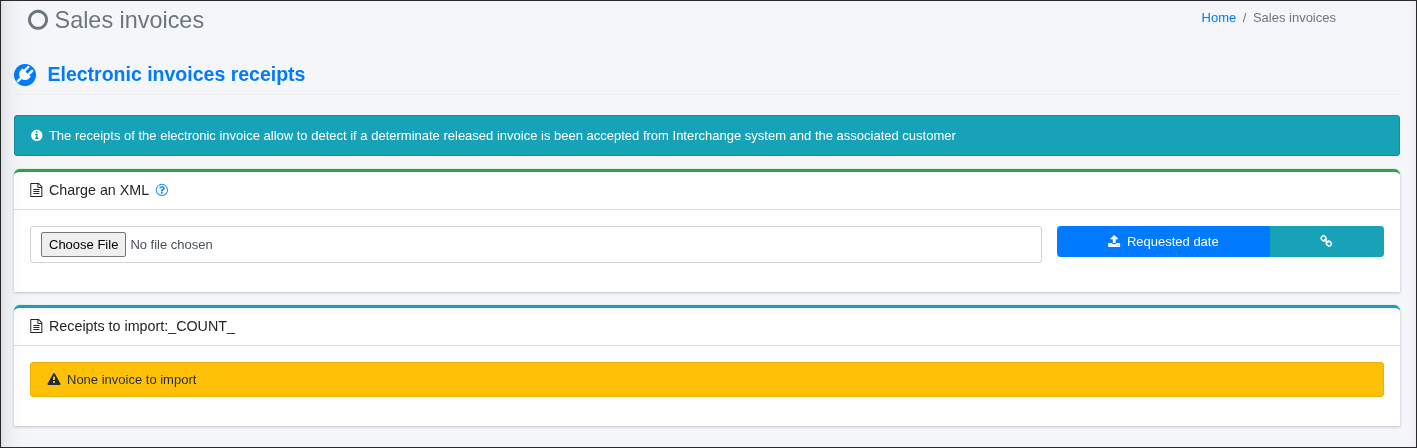 Sales invoices
Home / Sales invoices
Electronic invoices receipts
The receipts of the electronic invoice allow to detect if a determinate released invoice is been accepted from Interchange system and the associated customer
Charge an XML
Choose File No file chosen
Requested date
Receipts to import:_COUNT_
None invoice to import